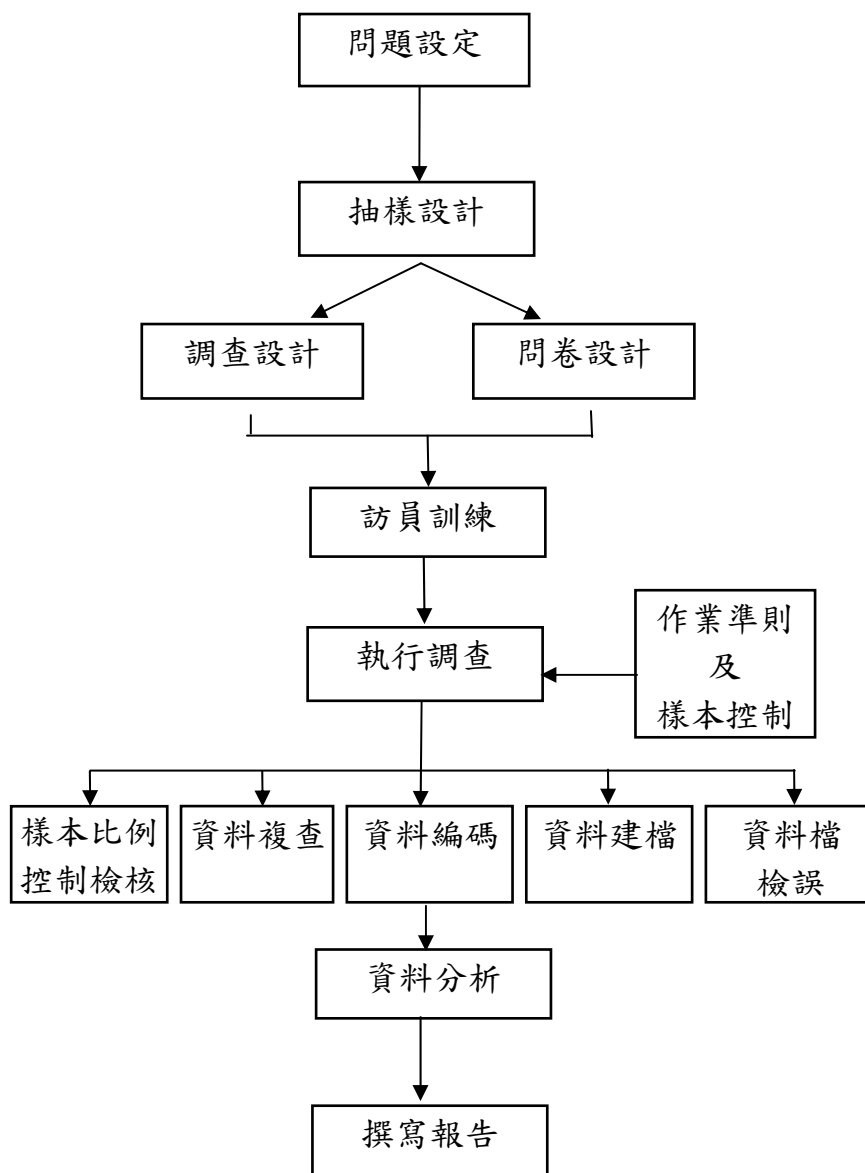 問題設定
抽樣設計
調查設計
問卷設計
訪員訓練
執行調查
作業準則
及
樣本控制
樣本比例
控制檢核
資料複查
資料編碼
資料建檔
資料檔
檢誤
資料分析
撰寫報告